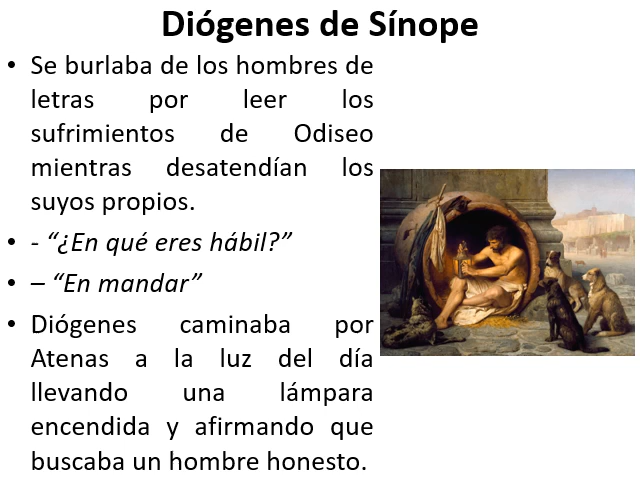 Diógenes de Sínope
• Se burlaba de los hombres de
letras por leer los
sufrimientos de Odiseo
mientras desatendían los
suyos propios.
• - “¿En qué eres hábil?”
• – “En mandar”
• Diógenes caminaba por
Atenas a la luz del día
llevando una lámpara
encendida y afirmando que
buscaba un hombre honesto.